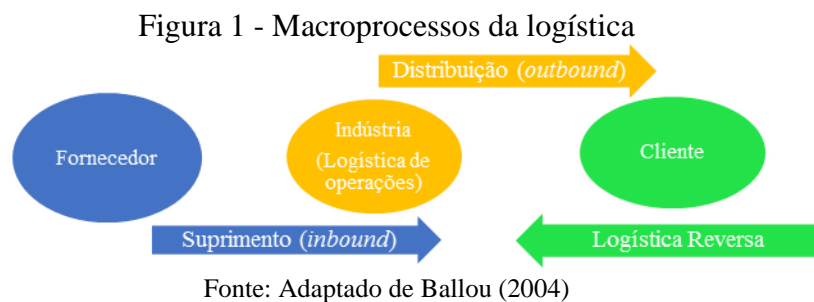 Figura 1 - Macroprocessos da logística
Distribuição (outbound)
Fornecedor
Indústria
(Logística de
operações)
Cliente
Suprimento (inbound)
Logística Reversa
Fonte: Adaptado de Ballou (2004)